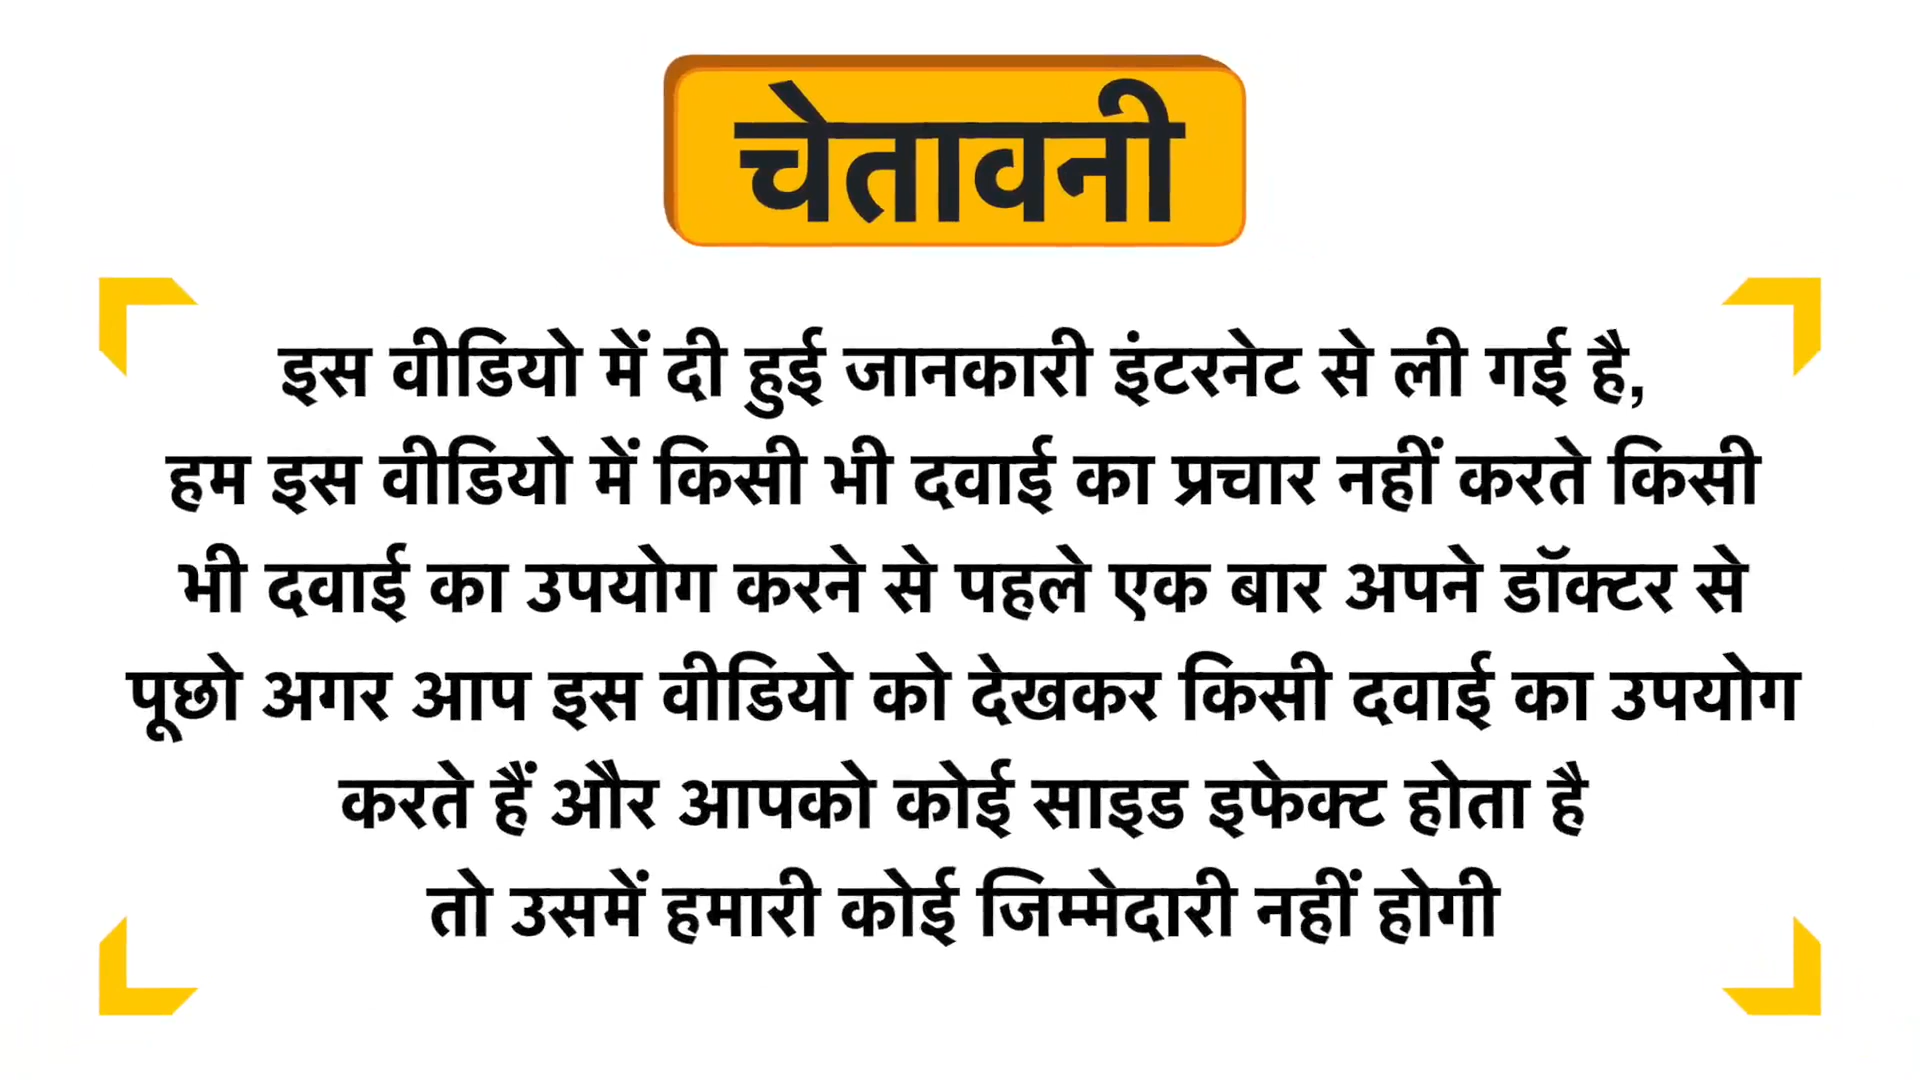 चेतावनी
इस वीडियो में दी हुई जानकारी इंटरनेट से ली गई है,
हम इस वीडियो में किसी भी दवाई का प्रचार नहीं करते किसी
भी दवाई का उपयोग करने से पहले एक बार अपने डॉक्टर से
पूछो अगर आप इस वीडियो को देखकर किसी दवाई का उपयोग
करते हैं और आपको कोई साइड इफेक्ट होता है
तो उसमें हमारी कोई जिम्मेदारी नहीं होगी